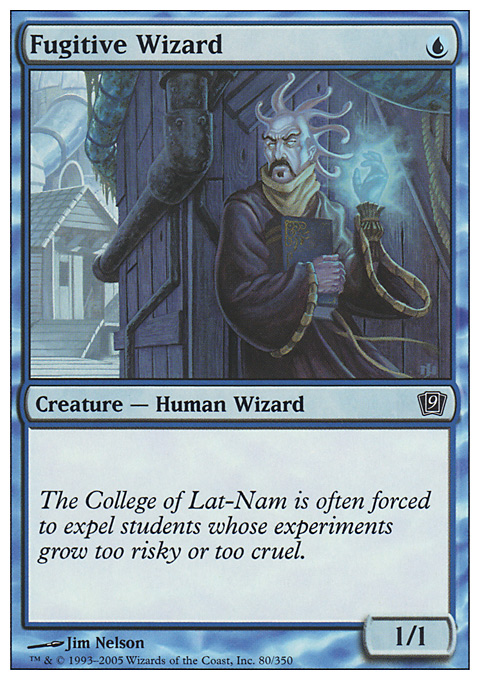 Fugitive Wizard
Creature — Human Wizard
9
The College of Lat-Nam is often forced
to expel students whose experiments
grow too risky or too cruel.
1/1
Jim Nelson
™ & © 1993–2005 Wizards of the Coast, Inc. 80/350